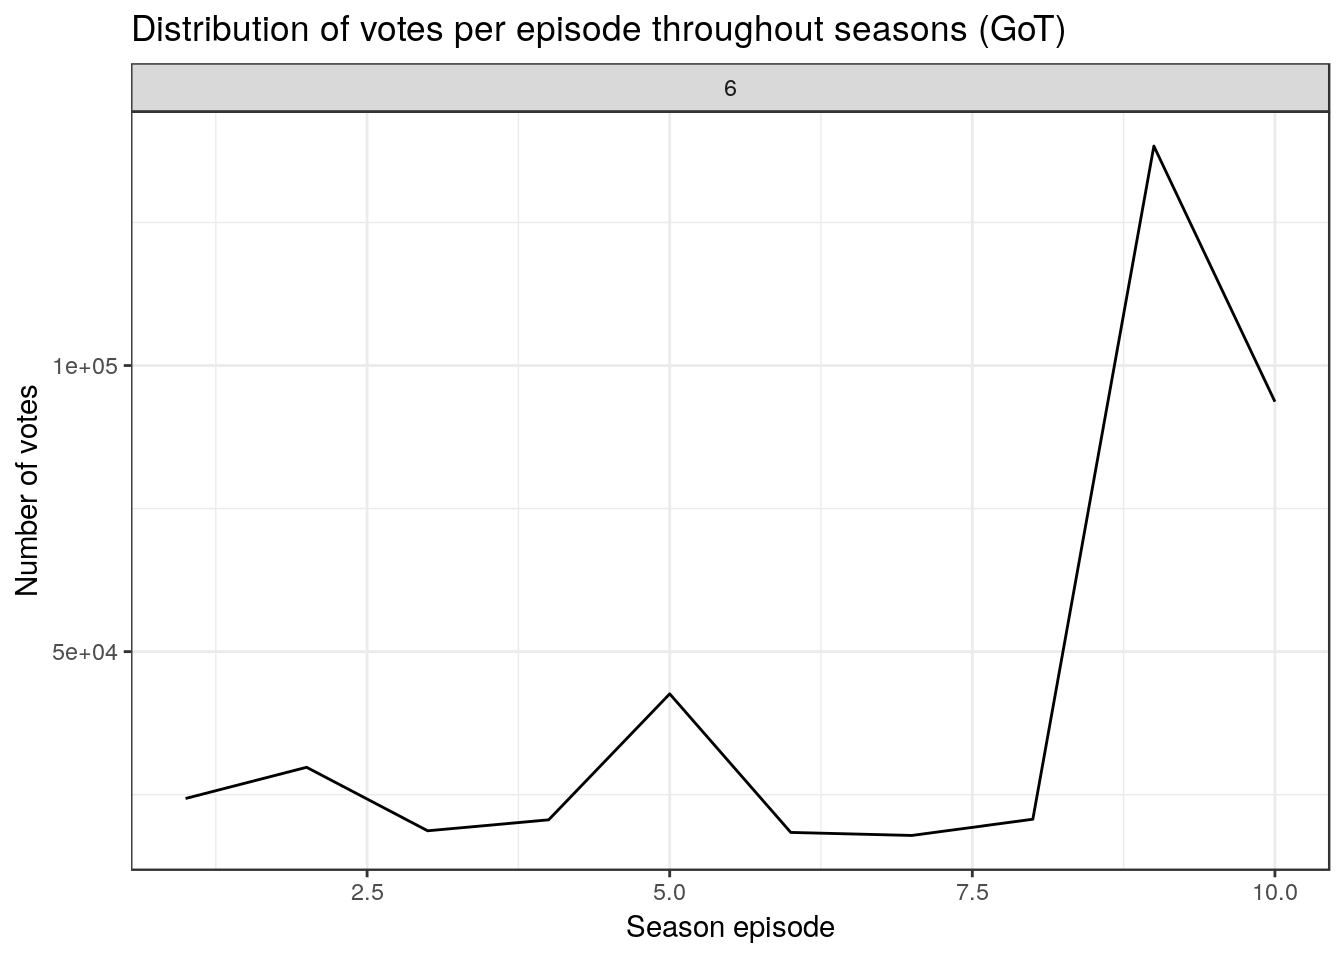 Distribution of votes per episode throughout seasons (GoT)
6
1e+05
5e+04
Number of votes
2.5 5.0 7.5 10.0
Season episode